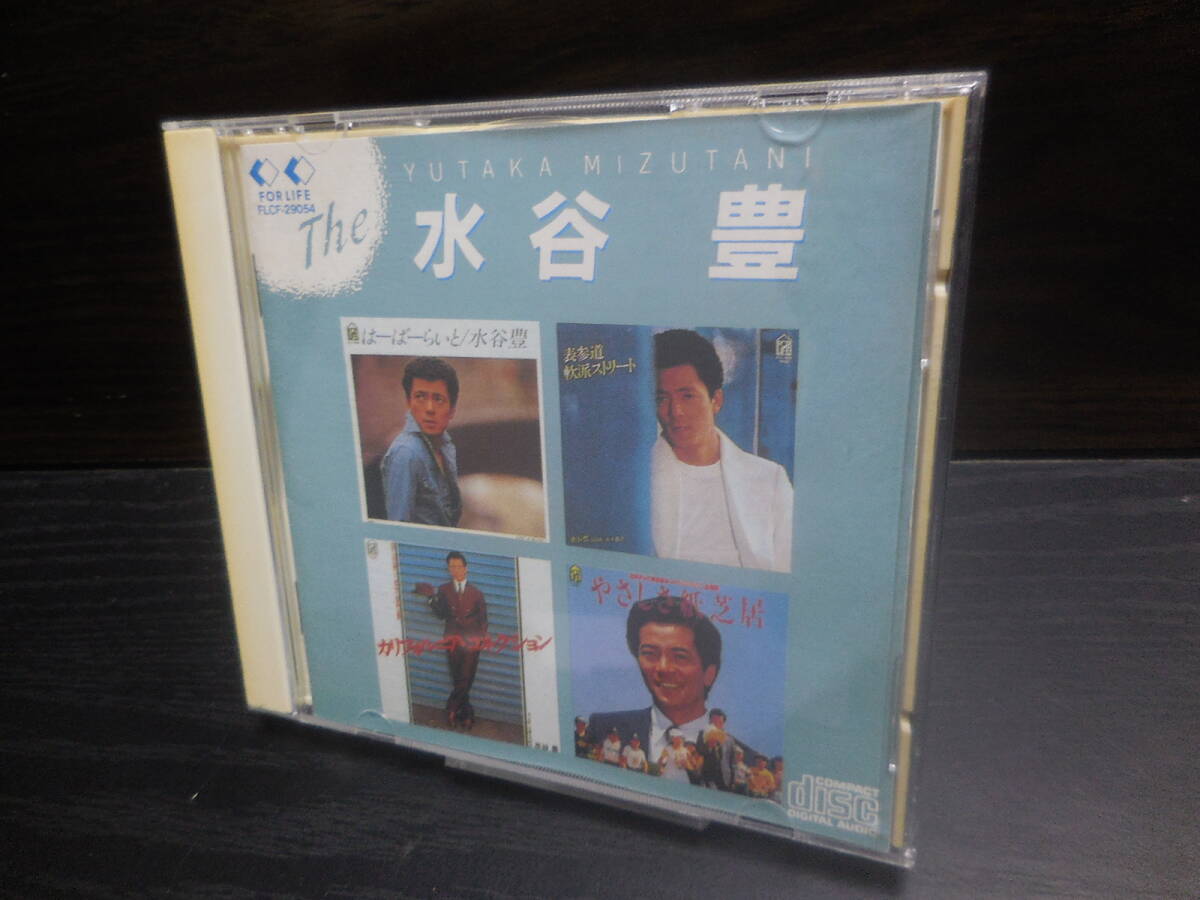 FOR LIFE
FLCF-29054
The
YUTAKA MIZUTANI
水谷 豊
はーばーらいと/水谷豊
表参道
軟派ストリート
カリフォルニア・コネクション
やさしさ紙芝居
COMPACT
disc
DIGITAL AUDIO